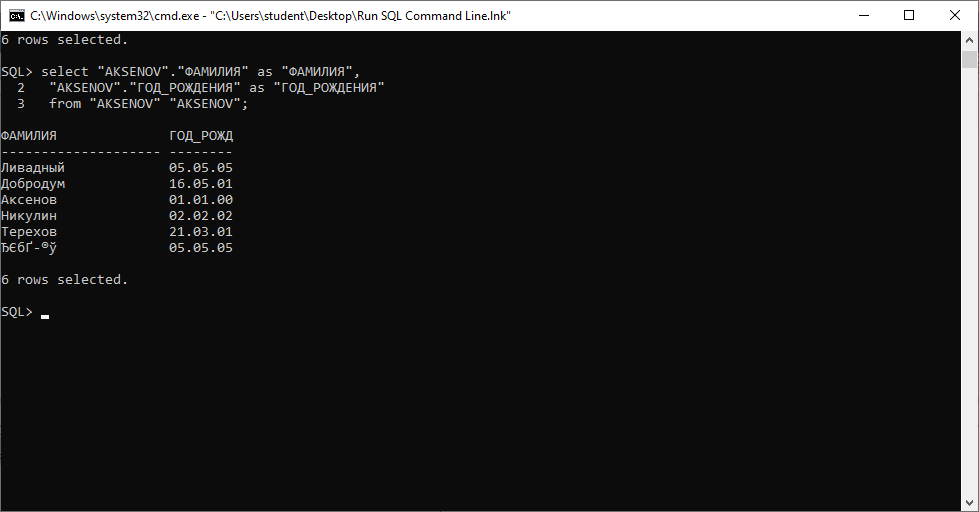 C:\Windows\system32\cmd.exe - "C:\Users\student\Desktop\Run SQL Command Line.lnk"
6 rows selected.
SQL> select "AKSENOV"."ФАМИЛИЯ" as "ФАМИЛИЯ",
  2   "AKSENOV"."ГОД_РОЖДЕНИЯ" as "ГОД_РОЖДЕНИЯ"
  3   from "AKSENOV" "AKSENOV";
ФАМИЛИЯ              ГОД_РОЖД
-------------------- --------
Ливадный             05.05.05
Добродум             16.05.01
Аксенов              01.01.00
Никулин              02.02.02
Терехов              21.03.01
ЂЄбҐ-®ў              05.05.05
6 rows selected.
SQL>